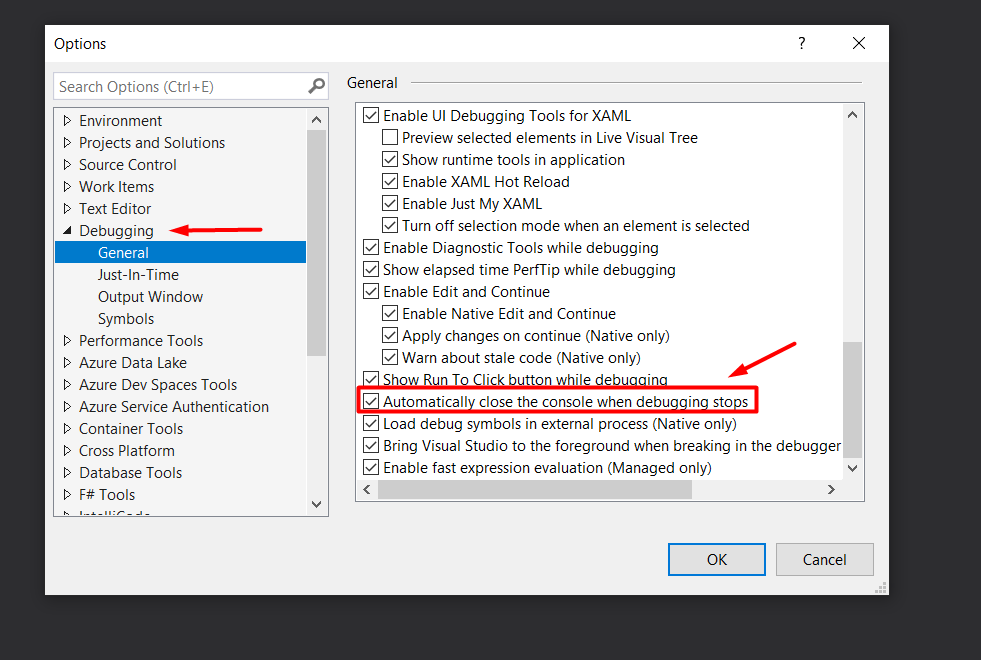 Options
?
Search Options (Ctrl+E)
Environment
Projects and Solutions
Source Control
Work Items
Text Editor
Debugging
General
Just-In-Time
Output Window
Symbols
Performance Tools
Azure Data Lake
Azure Dev Spaces Tools
Azure Service Authentication
Container Tools
Cross Platform
Database Tools
F# Tools
IntelliCode
General
Enable UI Debugging Tools for XAML
Preview selected elements in Live Visual Tree
Show runtime tools in application
Enable XAML Hot Reload
Enable Just My XAML
Turn off selection mode when an element is selected
Enable Diagnostic Tools while debugging
Show elapsed time PerfTip while debugging
Enable Edit and Continue
Enable Native Edit and Continue
Apply changes on continue (Native only)
Warn about stale code (Native only)
Show Run To Click button while debugging
Automatically close the console when debugging stops
Load debug symbols in external process (Native only)
Bring Visual Studio to the foreground when breaking in the debugger
Enable fast expression evaluation (Managed only)
OK
Cancel